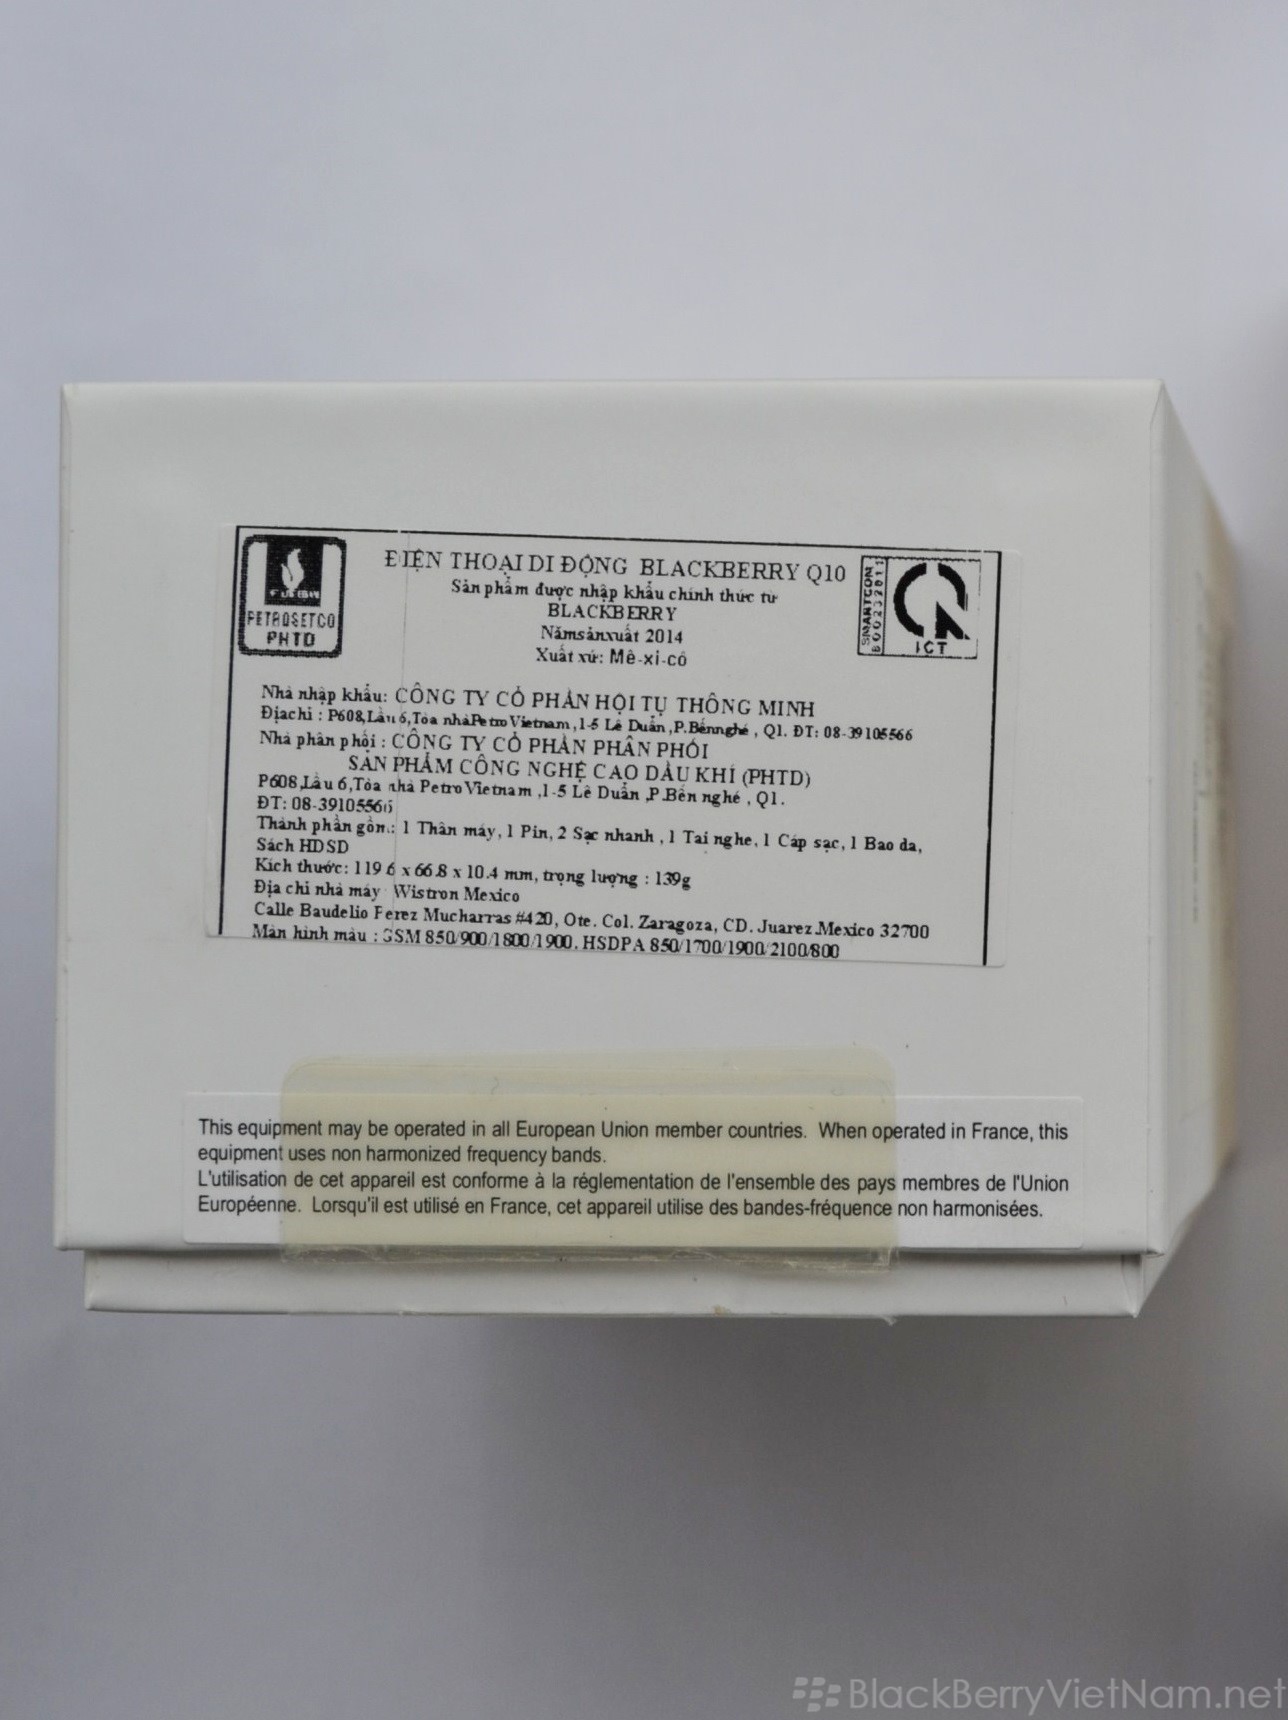 PETROSETCO
PHTD
ĐIỆN THOẠI DI ĐỘNG BLACKBERRY Q10
Sản phẩm được nhập khẩu chính thức từ
BLACKBERRY
Nămsảnxuất 2014
Xuất xứ: Mê-xi-cô
SMARTCOM
ICT
Nhà nhập khẩu: CÔNG TY CỔ PHẦN HỘI TỤ THÔNG MINH
Địachỉ : P608,Lầu 6,Tòa nhàPetro Vietnam ,1-5 Lê Duẩn ,P.Bếnnghé , Q1. ĐT: 08-39105566
Nhà phân phối : CÔNG TY CỔ PHẦN PHÂN PHỐI
SẢN PHẨM CÔNG NGHỆ CAO DẦU KHÍ (PHTD)
P608,Lầu 6,Tòa nhà Petro Vietnam ,1-5 Lê Duẩn ,P.Bến nghé , Q1.
ĐT: 08-39105566
Thành phần gồm: 1 Thân máy, 1 Pin, 2 Sạc nhanh , 1 Tai nghe, 1 Cáp sạc, 1 Bao da,
Sách HDSD
Kích thước: 119 6 x 66.8 x 10.4 mm, trọng lượng : 139g
Địa chỉ nhà máy Wistron Mexico
Calle Baudelio Perez Mucharras #420, Ote. Col. Zaragoza, CD. Juarez.Mexico 32700
Màn hình màu : GSM 850/900/1800/1900, HSDPA 850/1700/1900/2100/800
This equipment may be operated in all European Union member countries. When operated in France, this
equipment uses non harmonized frequency bands.
L'utilisation de cet appareil est conforme à la réglementation de l'ensemble des pays membres de l'Union
Européenne. Lorsqu'il est utilisé en France, cet appareil utilise des bandes-fréquence non harmonisées.
BlackBerryVietNam.net